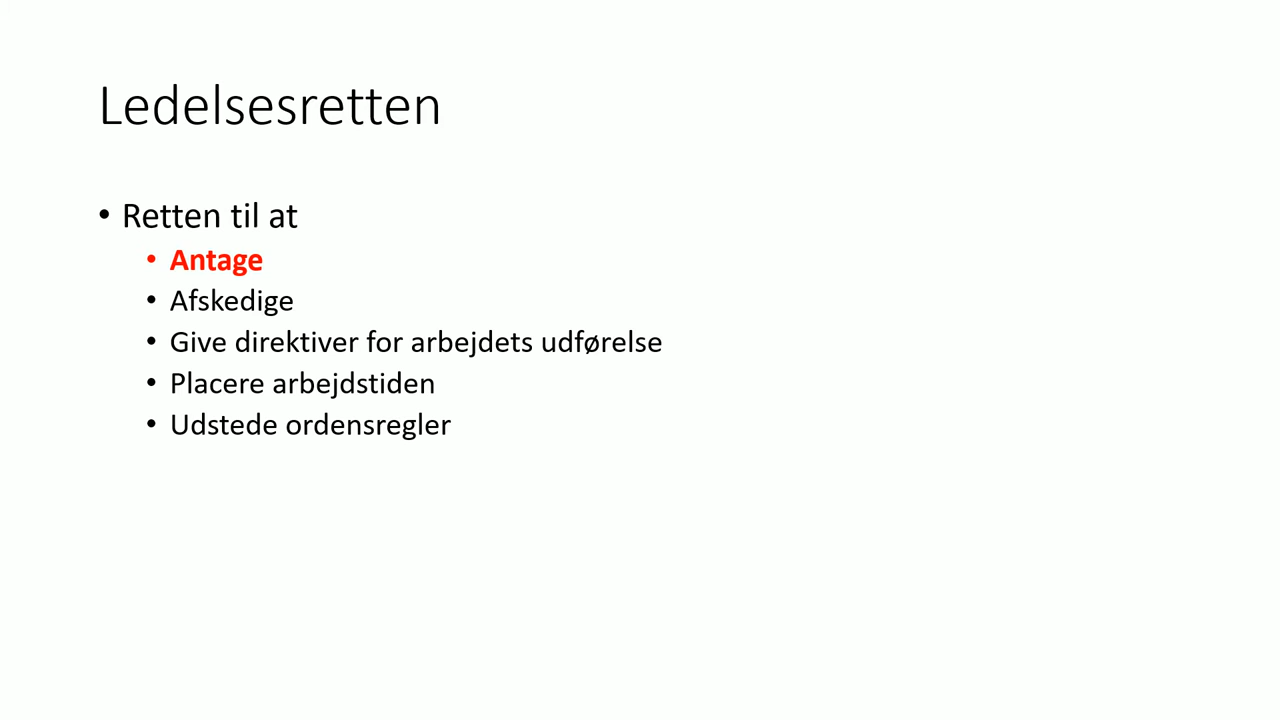 Ledelsesretten
• Retten til at
• Antage
• Afskedige
• Give direktiver for arbejdets udførelse
• Placere arbejdstiden
• Udstede ordensregler